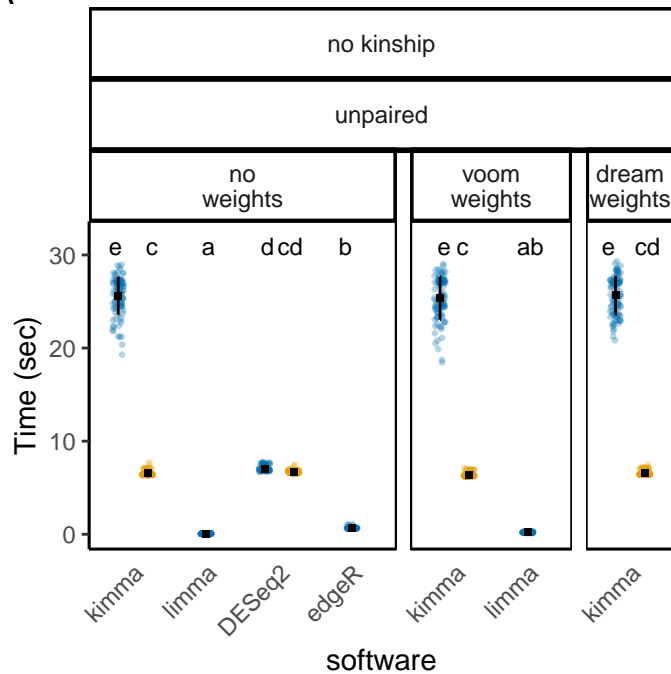 no kinship
unpaired
no weights
voom weights
dream weights
e c a d cd b e c ab e cd
30
20
10
0
Time (sec)
kimma limma DESeq2 edgeR kimma limma kimma
software